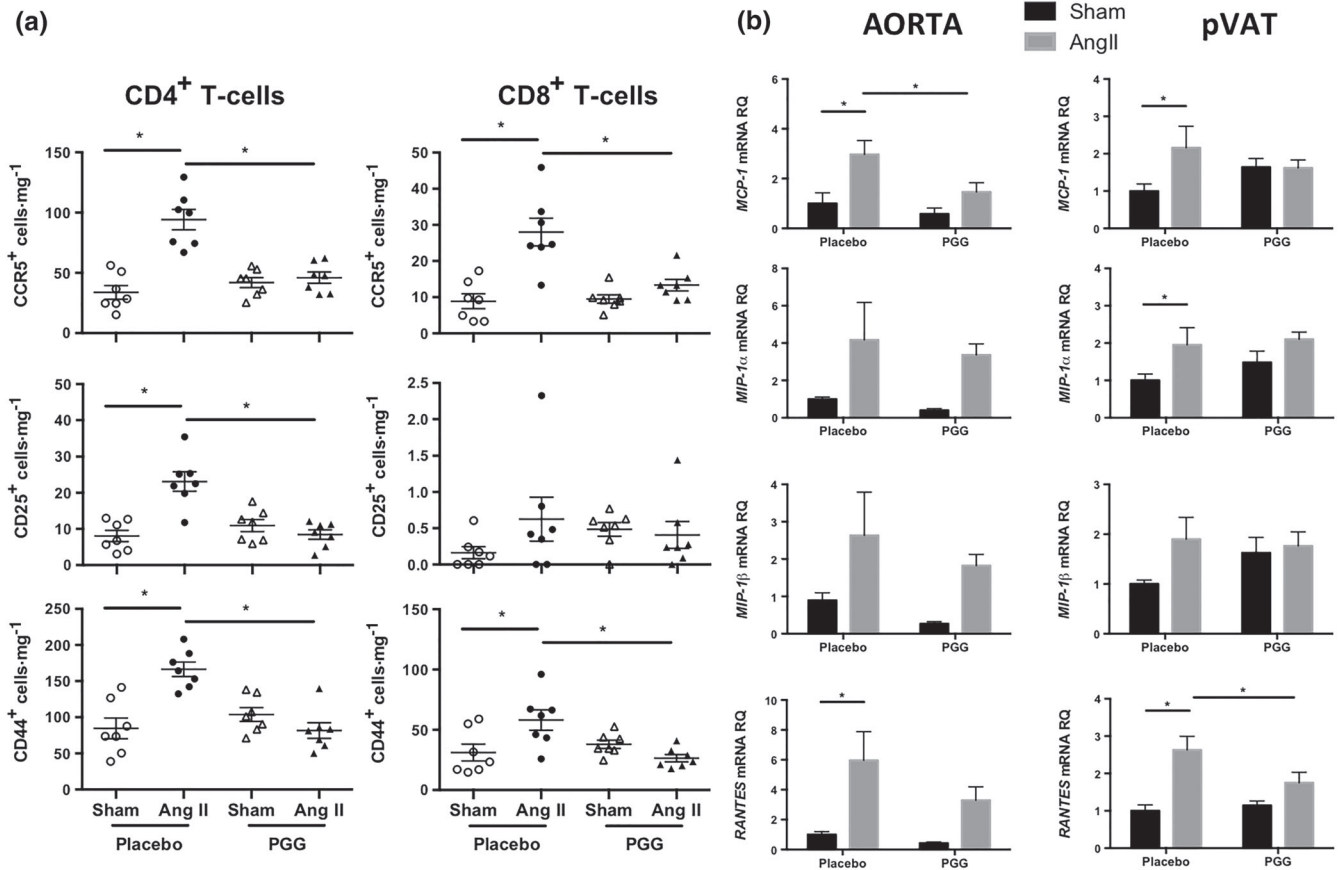 (a)
CD4+ T-cells
CD8+ T-cells
CCR5+ cells·mg-1
150
100
50
0
*
*
CCR5+ cells·mg-1
50
40
30
20
10
0
*
*
CD25+ cells·mg-1
50
40
30
20
10
0
*
*
CD25+ cells·mg-1
2.5
2.0
1.5
1.0
0.5
0.0
CD44+ cells·mg-1
250
200
150
100
50
0
*
*
Sham Ang II Sham Ang II
Placebo PGG
CD44+ cells·mg-1
150
100
50
0
*
*
Sham Ang II Sham Ang II
Placebo PGG
(b)
AORTA
Sham
AngII
pVAT
MCP-1 mRNA RQ
6
4
2
0
*
*
Placebo PGG
MCP-1 mRNA RQ
4
3
2
1
0
*
Placebo PGG
MIP-1α mRNA RQ
8
6
4
2
0
Placebo PGG
MIP-1α mRNA RQ
4
3
2
1
0
*
Placebo PGG
MIP-1β mRNA RQ
4
3
2
1
0
Placebo PGG
MIP-1β mRNA RQ
4
3
2
1
0
Placebo PGG
RANTES mRNA RQ
10
8
6
4
2
0
*
Placebo PGG
RANTES mRNA RQ
4
3
2
1
0
*
*
Placebo PGG